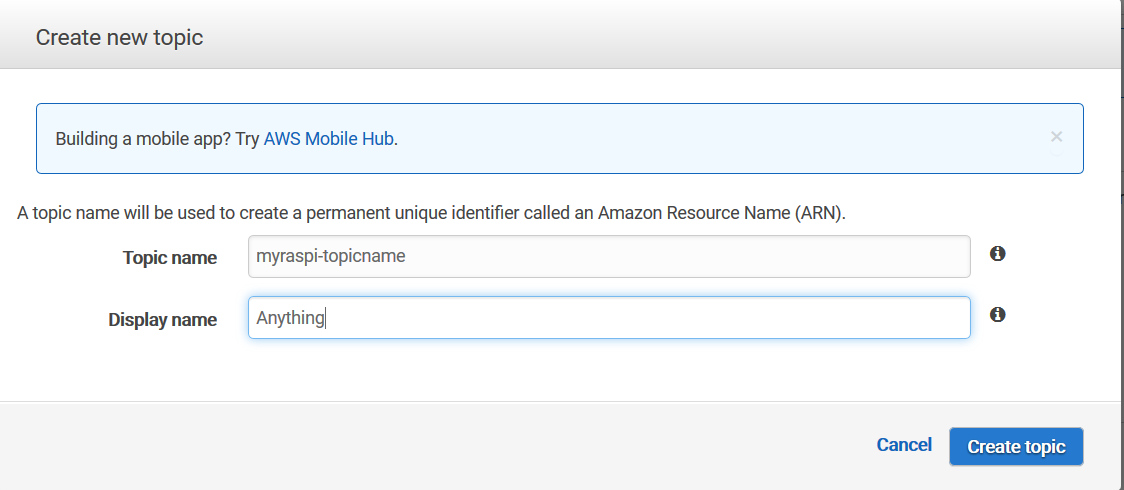 Create new topic
Building a mobile app? Try AWS Mobile Hub.
×
A topic name will be used to create a permanent unique identifier called an Amazon Resource Name (ARN).
Topic name myraspi-topicname
Display name Anything
Cancel Create topic